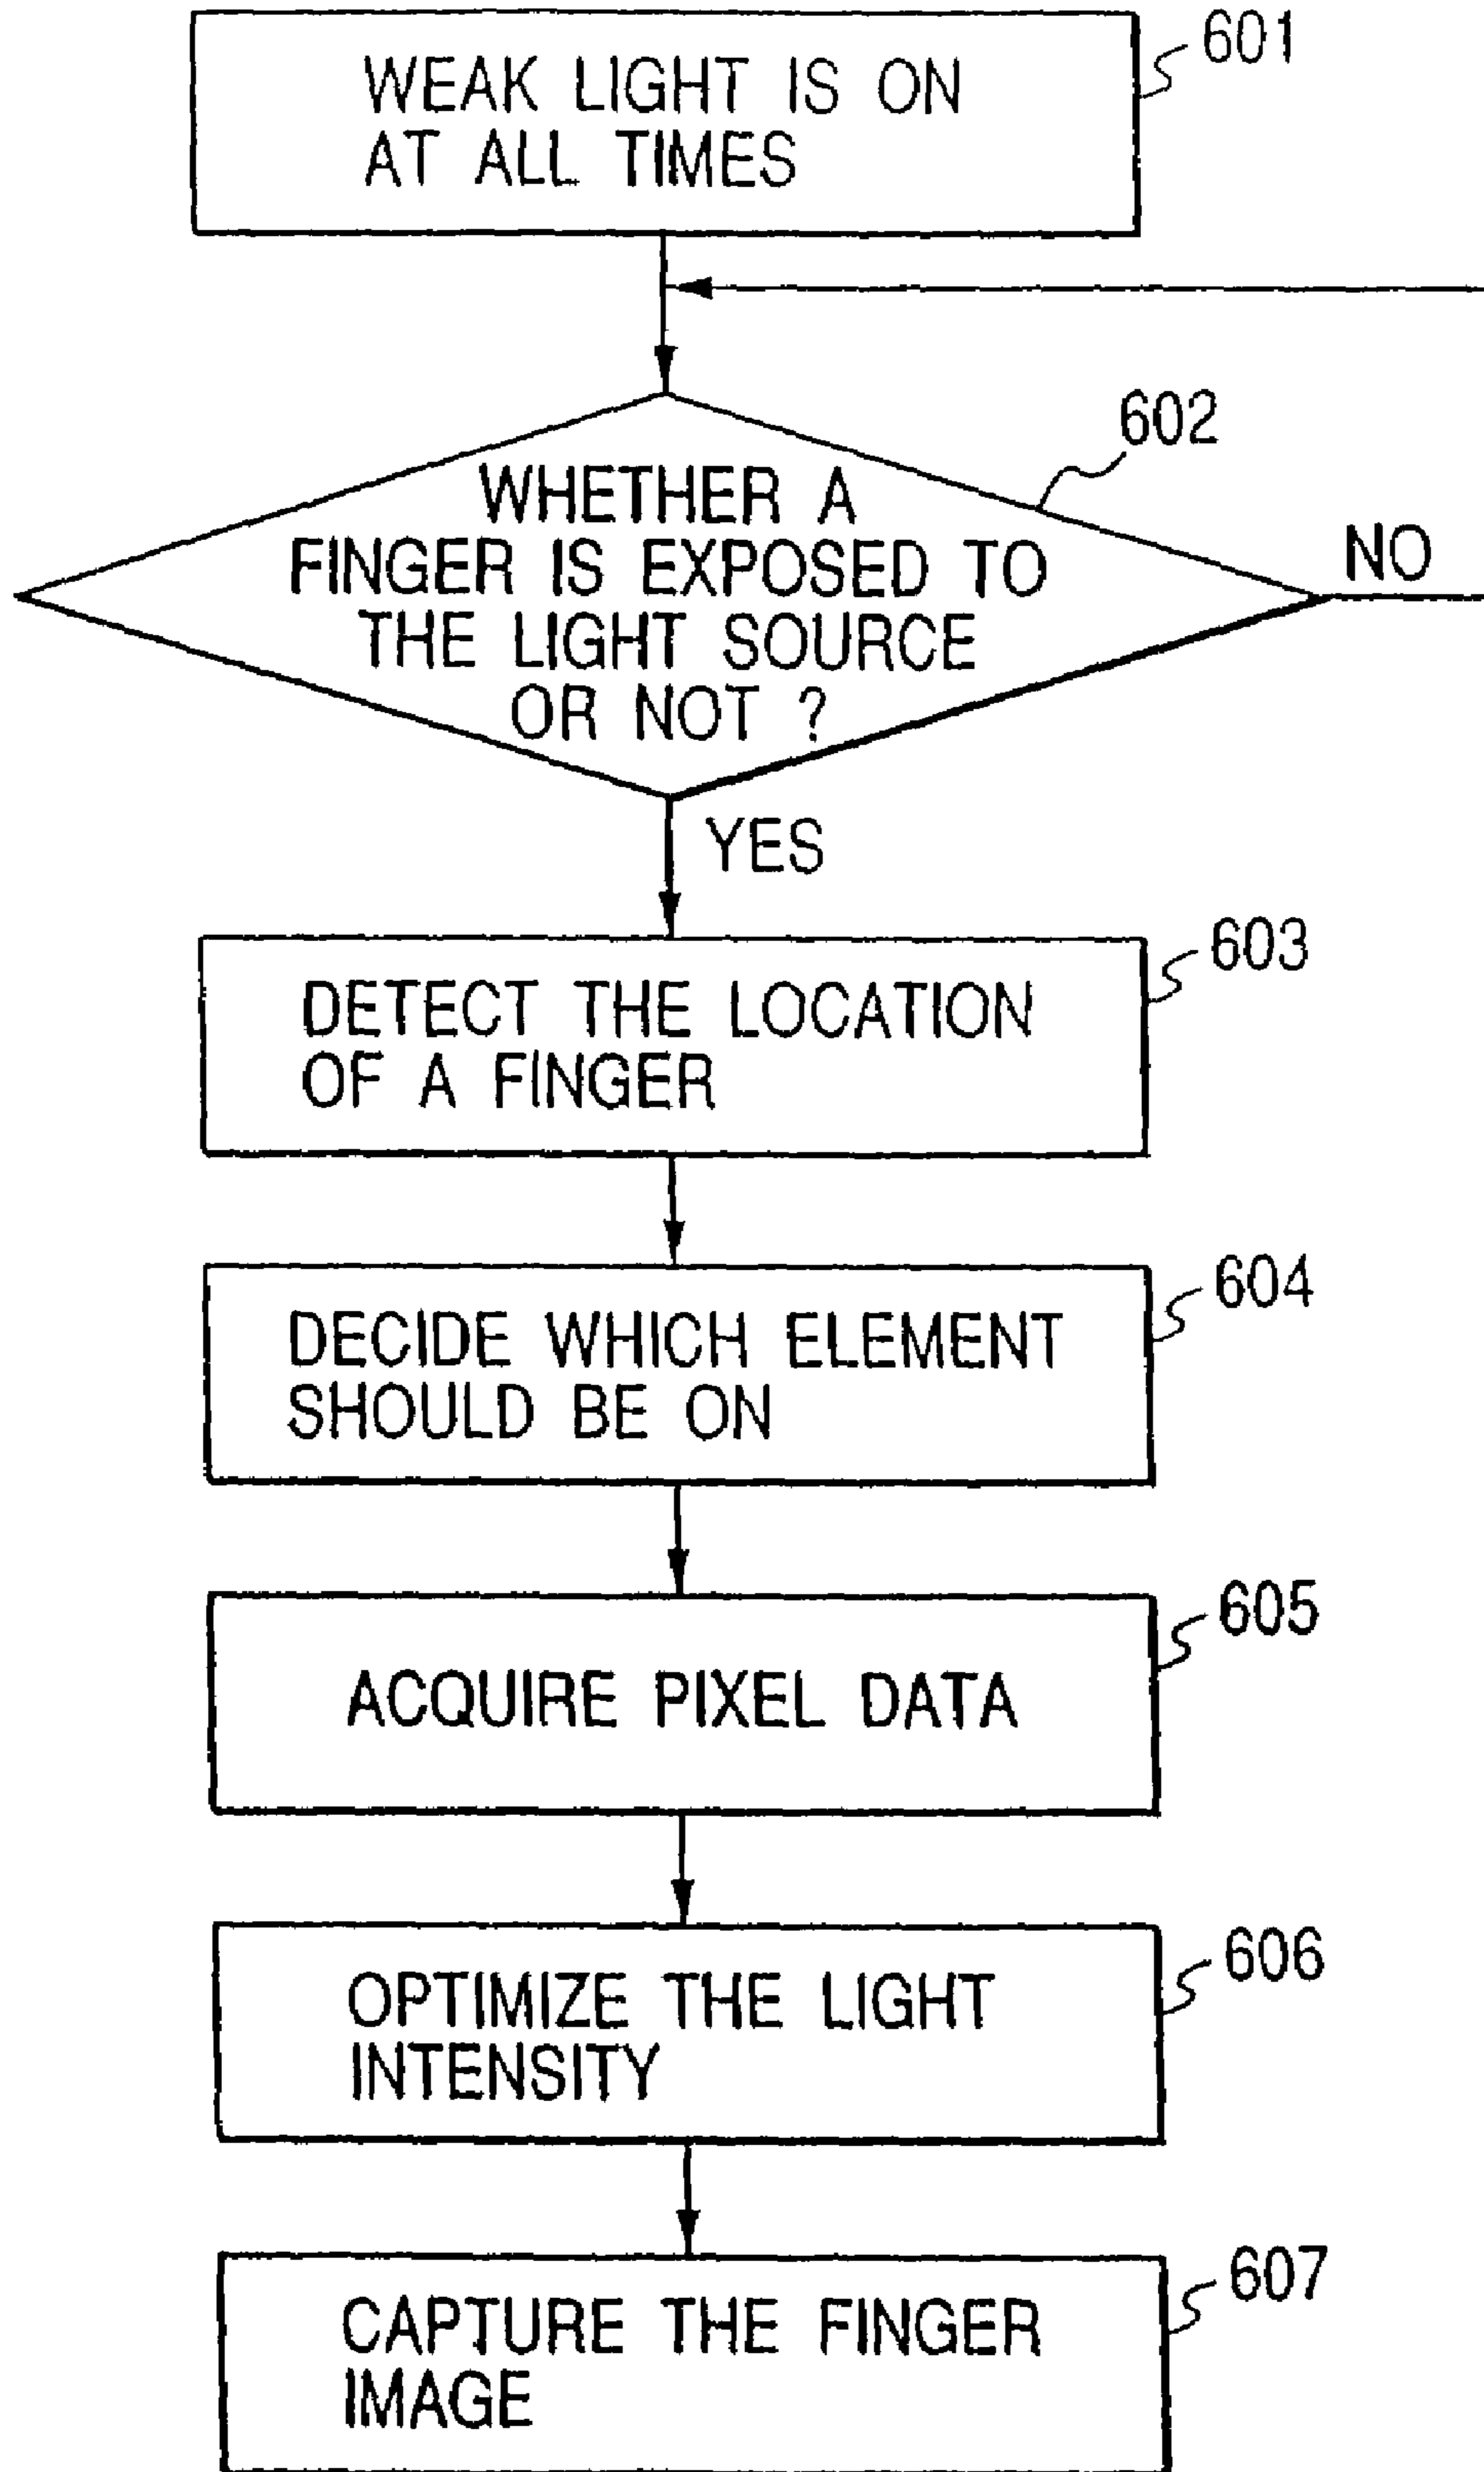 WEAK LIGHT IS ON
AT ALL TIMES
601
602
WHETHER A
FINGER IS EXPOSED TO
THE LIGHT SOURCE
OR NOT ?
NO
YES
603
DETECT THE LOCATION
OF A FINGER
604
DECIDE WHICH ELEMENT
SHOULD BE ON
605
ACQUIRE PIXEL DATA
606
OPTIMIZE THE LIGHT
INTENSITY
607
CAPTURE THE FINGER
IMAGE